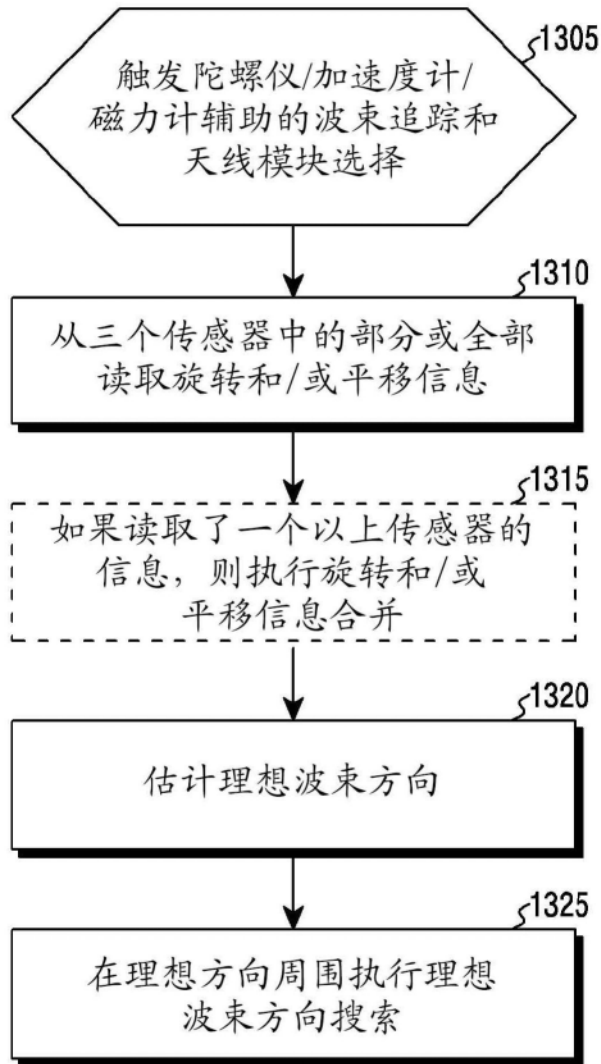 1305
触发陀螺仪/加速度计/
磁力计辅助的波束追踪和
天线模块选择
1310
从三个传感器中的部分或全部
读取旋转和/或平移信息
1315
如果读取了一个以上传感器的
信息，则执行旋转和/或
平移信息合并
1320
估计理想波束方向
1325
在理想方向周围执行理想
波束方向搜索